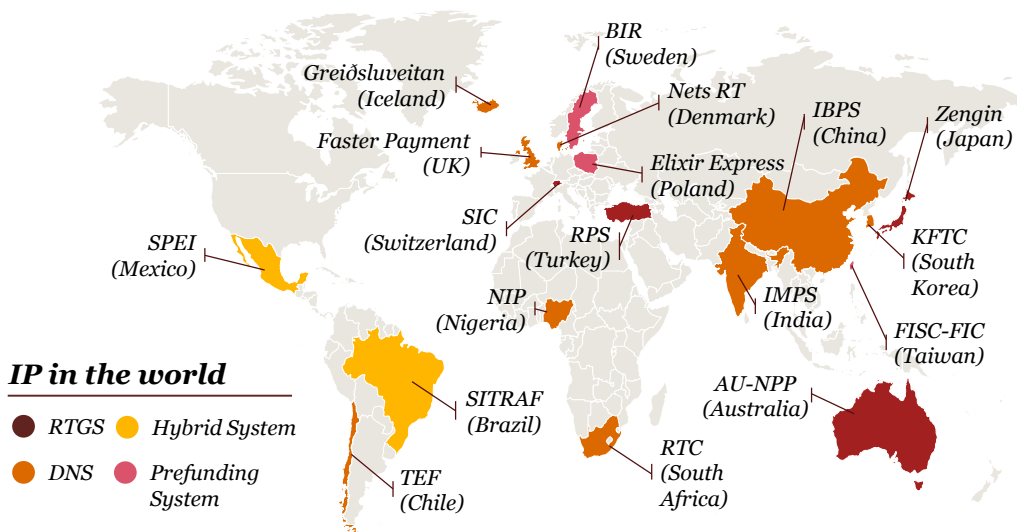 BIR
(Sweden)
Greiðsluveitan
(Iceland)
Nets RT
(Denmark)
IBPS
(China)
Zengin
(Japan)
Faster Payment
(UK)
Elixir Express
(Poland)
SIC
(Switzerland)
RPS
(Turkey)
SPEI
(Mexico)
KFTC
(South
Korea)
NIP
(Nigeria)
IMPS
(India)
FISC-FIC
(Taiwan)
IP in the world
RTGS
Hybrid System
DNS
Prefunding
System
SITRAF
(Brazil)
AU-NPP
(Australia)
TEF
(Chile)
RTC
(South
Africa)